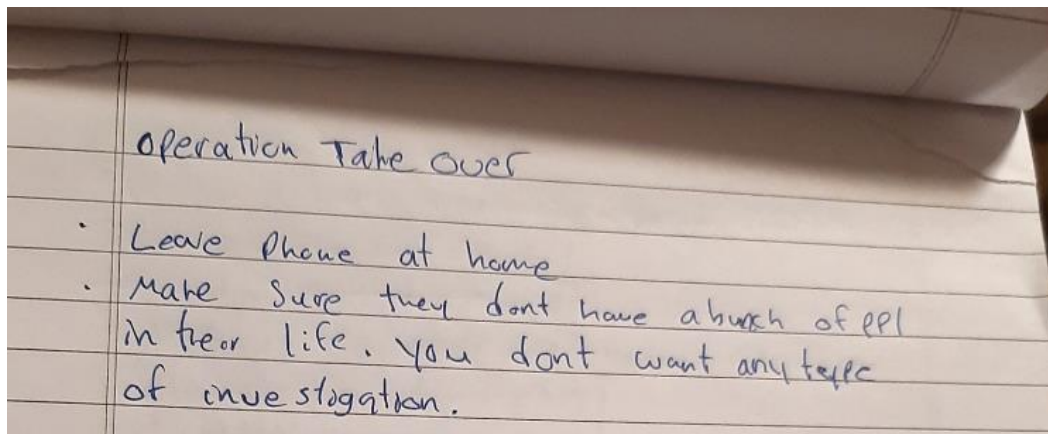 Operation Take over
· Leave Phone at home
· Make Sure they dont have a bunch of ppl
in their life. you dont want any type
of investigation.